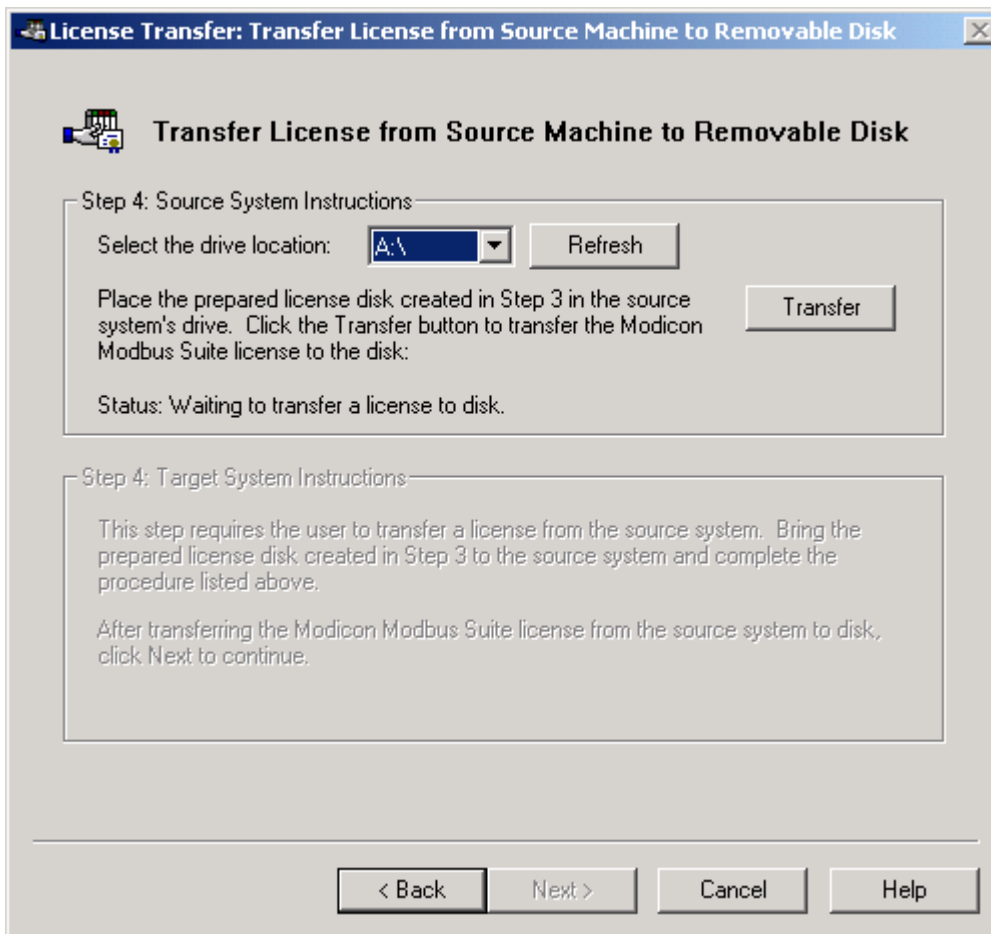 License Transfer: Transfer License from Source Machine to Removable Disk
Transfer License from Source Machine to Removable Disk
Step 4: Source System Instructions
Select the drive location:
A:\
Refresh
Place the prepared license disk created in Step 3 in the source
system's drive.  Click the Transfer button to transfer the Modicon
Modbus Suite license to the disk:
Transfer
Status: Waiting to transfer a license to disk.
Step 4: Target System Instructions
This step requires the user to transfer a license from the source system.  Bring the
prepared license disk created in Step 3 to the source system and complete the
procedure listed above.
After transferring the Modicon Modbus Suite license from the source system to disk,
click Next to continue.
< Back
Next >
Cancel
Help